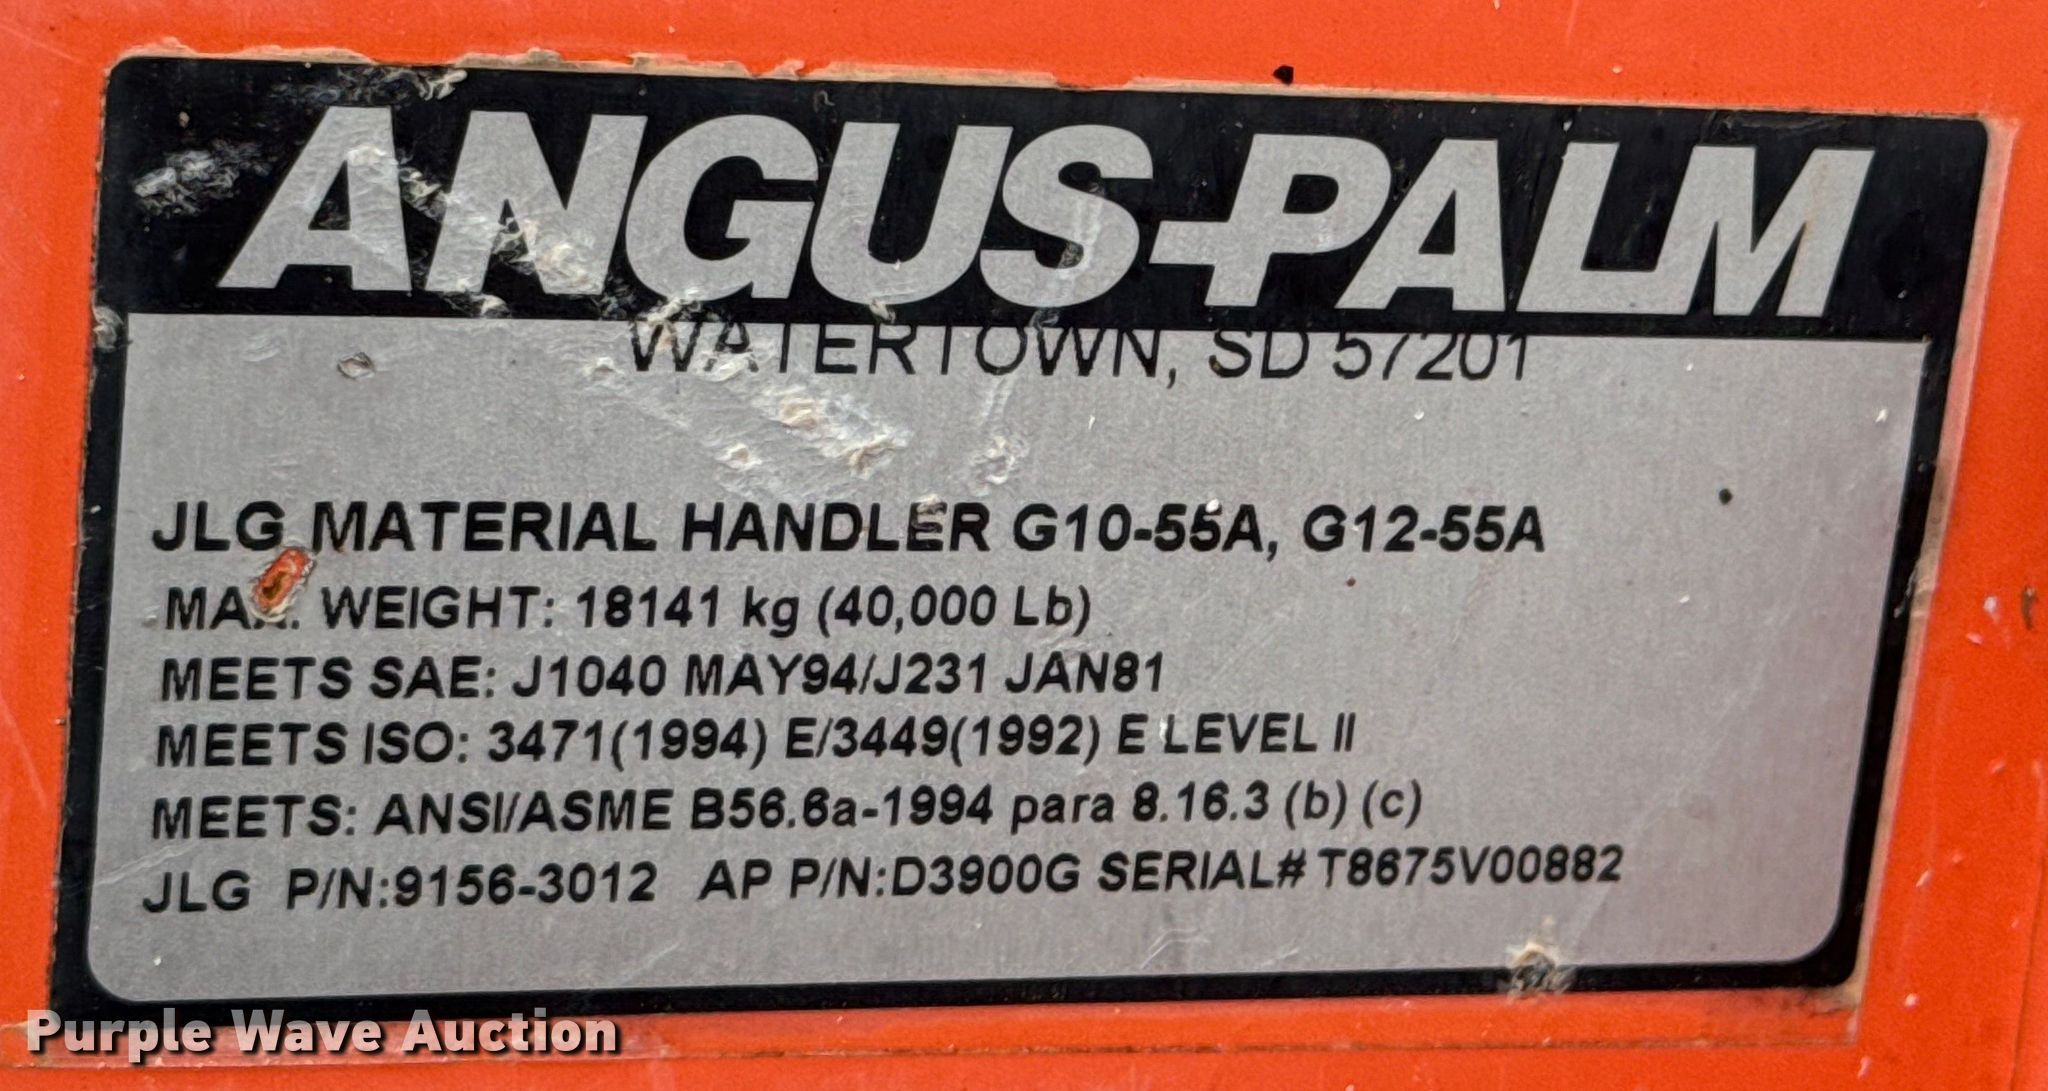 ANGUS-PALM
WATERTOWN, SD 57201
JLG MATERIAL HANDLER G10-55A, G12-55A
MAX. WEIGHT: 18141 kg (40,000 Lb)
MEETS SAE: J1040 MAY94/J231 JAN81
MEETS ISO: 3471(1994) E/3449(1992) E LEVEL II
MEETS: ANSI/ASME B56.6a-1994 para 8.16.3 (b) (c)
JLG P/N:9156-3012 AP P/N:D3900G SERIAL# T8675V00882
Purple Wave Auction